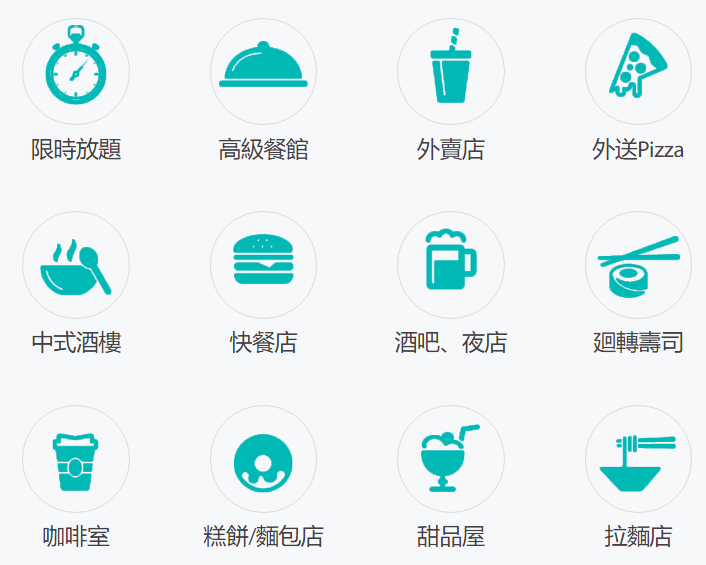 限時放題
高級餐館
外賣店
外送Pizza
中式酒樓
快餐店
酒吧、夜店
廻轉壽司
咖啡室
糕餅/麵包店
甜品屋
拉麵店